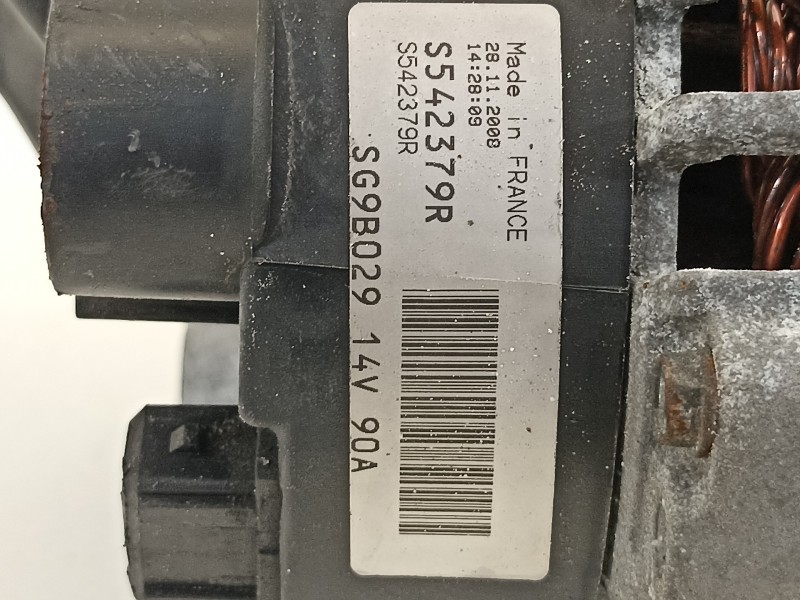 Made in FRANCE
28.11.2008
14:28:09
S542379R
S542379R
SG9B029 14V 90A